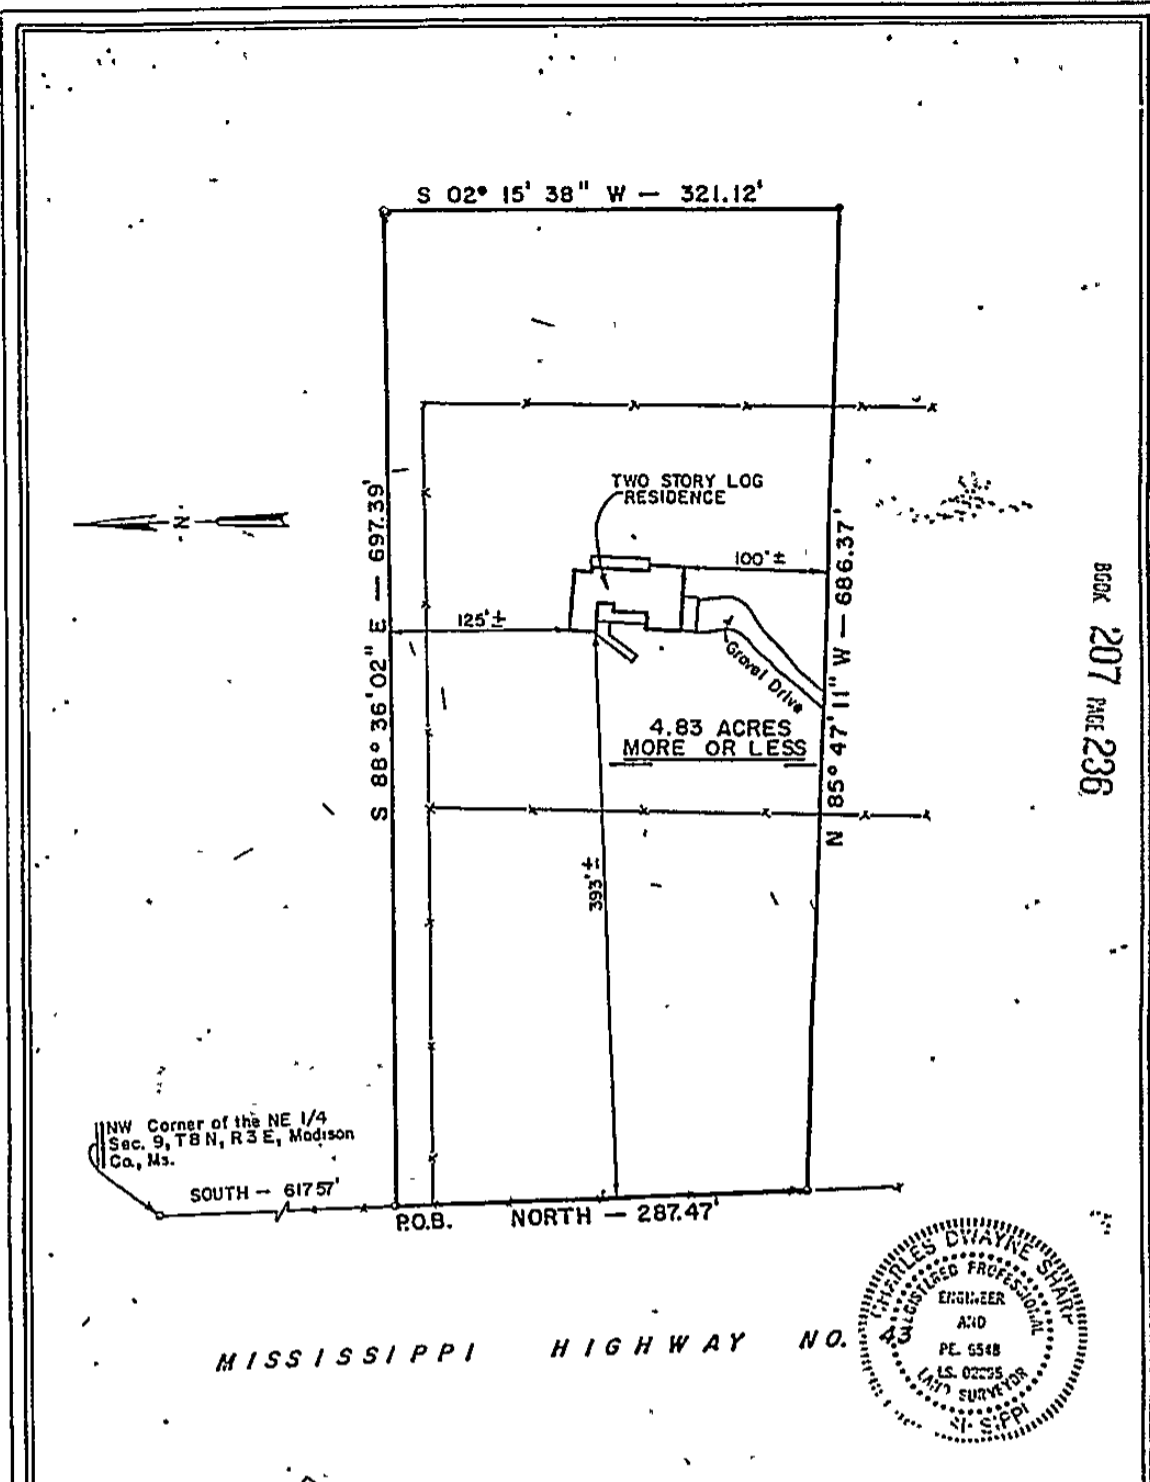 S 02° 15' 38" W — 321.12'
S 88° 36' 02" E — 697.39'
N 85° 47' 11" W — 686.37'
-N-
TWO STORY LOG
RESIDENCE
100'±
125'±
Gravel Drive
4.83 ACRES
MORE OR LESS
393'±
BOOK 207 PAGE 236
NW Corner of the NE 1/4
Sec. 9, T8N, R3E, Madison
Co., Ms.
SOUTH — 617.57'
P.O.B.
NORTH — 287.47'
MISSISSIPPI HIGHWAY NO. 43
CHARLES DWAYNE SHARP
REGISTERED PROFESSIONAL
ENGINEER
AND
PE. 6548
LS.
LAND SURVEYOR